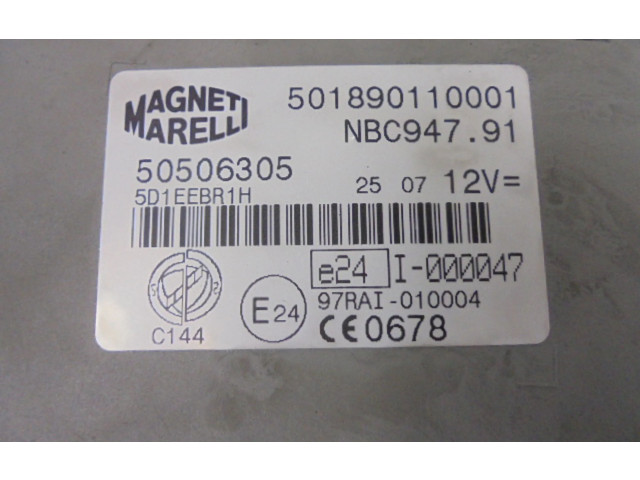 MAGNETI
MARELLI
501890110001
NBC947.91
50506305
25 07 12V=
5D1EEBR1H
e24 I-000047
97RAI-010004
E24
CE0678
C144